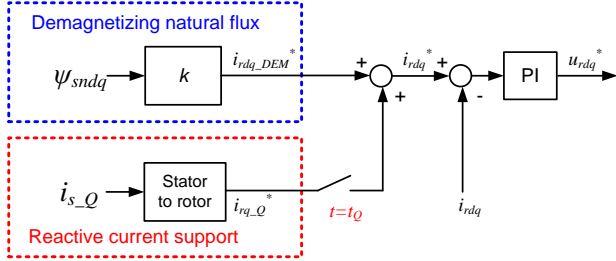 Demagnetizing natural flux
ψsndq
k
irdq_DEM*
+
+
irdq*
+
-
PI
urdq*
is_Q
Stator
to rotor
irq_Q*
t=tQ
irdq
Reactive current support